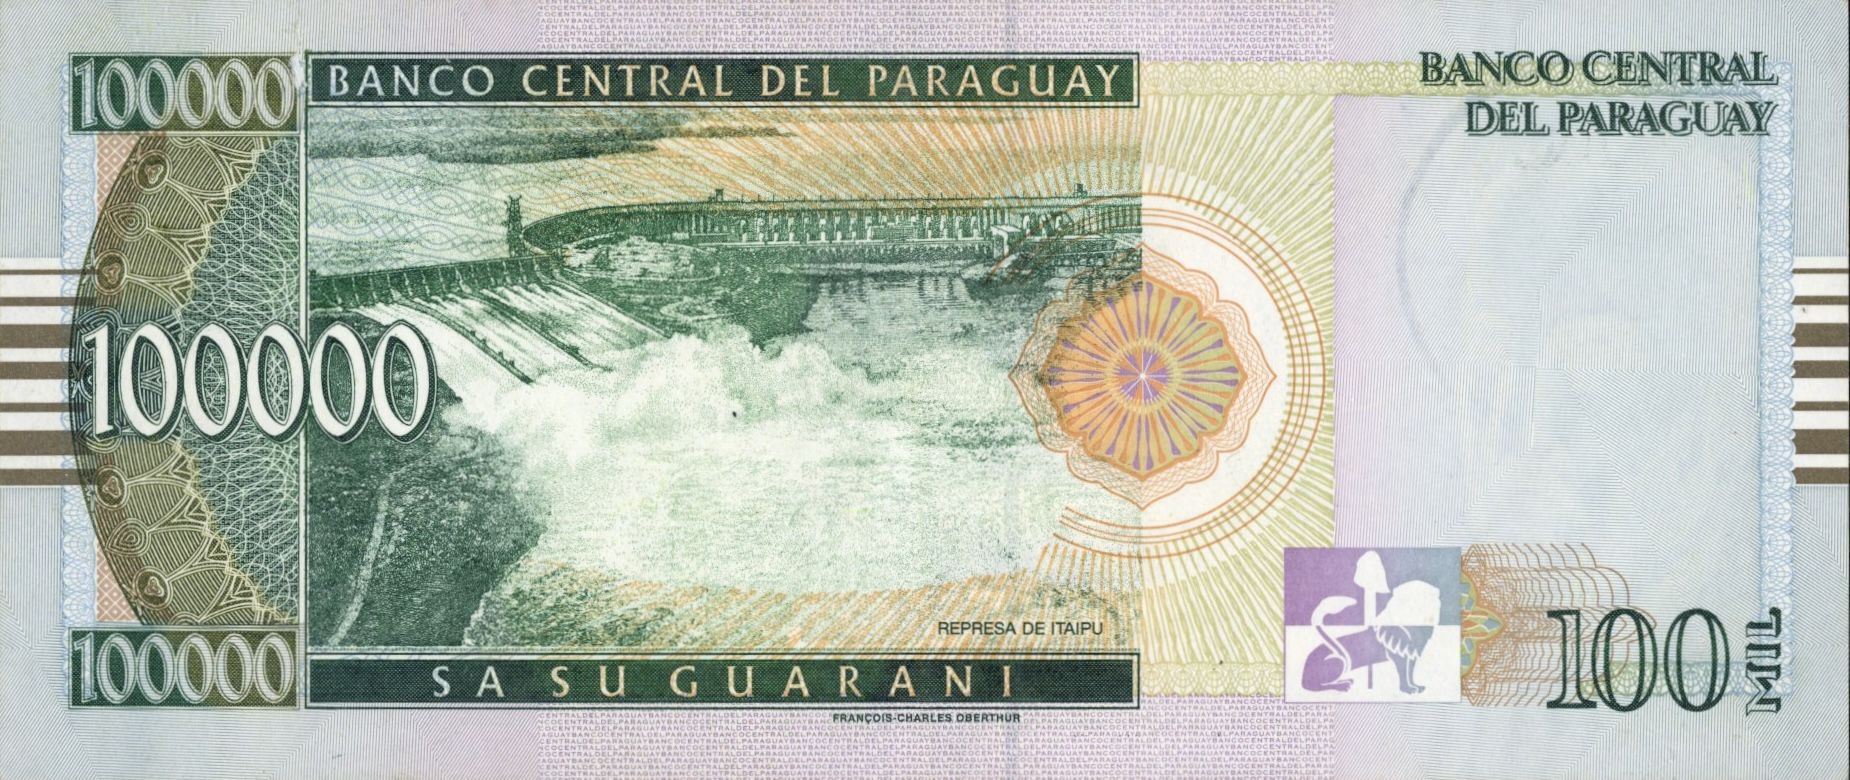 100000
BANCO CENTRAL DEL PARAGUAY
BANCO CENTRAL
DEL PARAGUAY
100000
REPRESA DE ITAIPU
100000
SA SU GUARANI
100 MIL
FRANÇOIS-CHARLES OBERTHUR